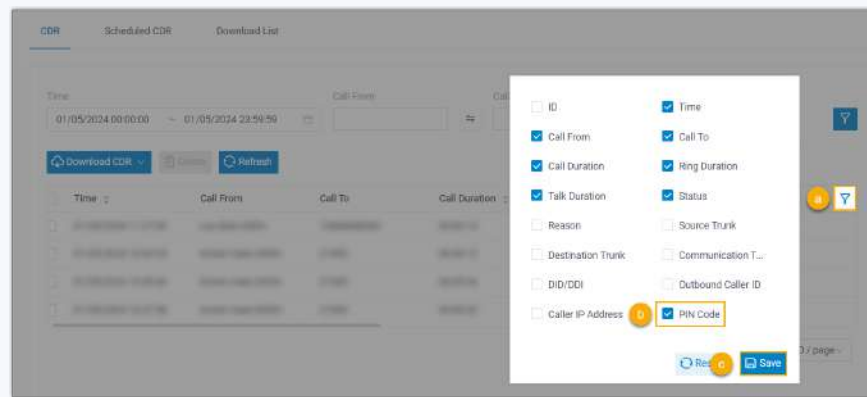 CDR Scheduled CDR Download List
Time Call From
01/05/2024 00:00:00 ~ 01/05/2024 23:59:59
Download CDR Delete Refresh
Time Call From Call To Call Duration
ID Time
Call From Call To
Call Duration Ring Duration
Talk Duration Status
Reason Source Trunk
Destination Trunk Communication T...
DID/DDI Outbound Caller ID
Caller IP Address b PIN Code
a
/ page
c Save